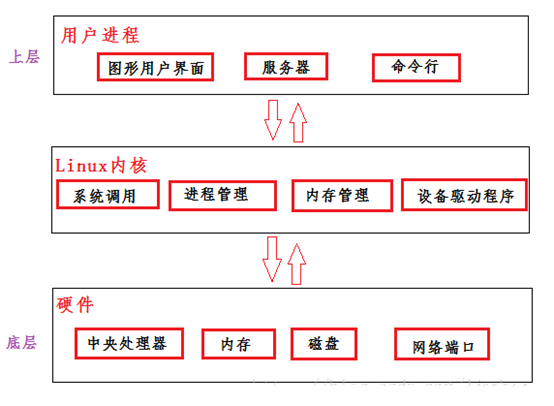 用户进程
上层
图形用户界面 服务器 命令行
Linux内核
系统调用 进程管理 内存管理 设备驱动程序
硬件
底层
中央处理器 内存 磁盘 网络端口